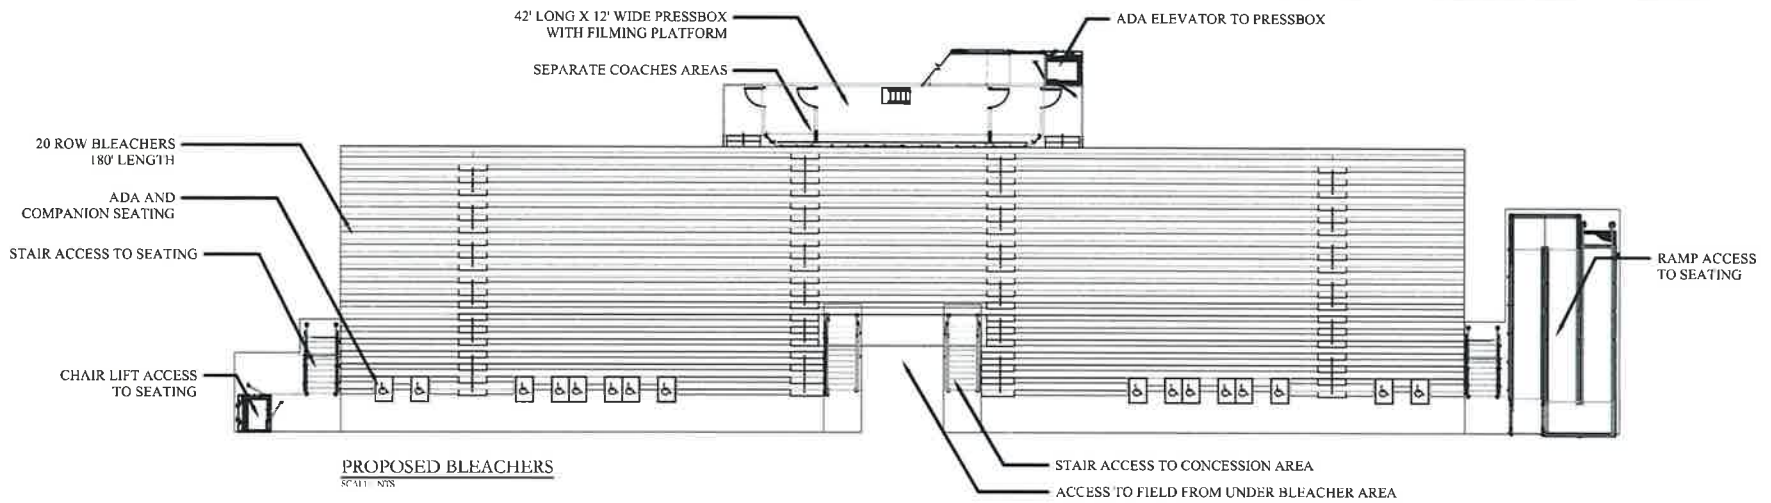 42' LONG X 12' WIDE PRESSBOX
WITH FILMING PLATFORM
ADA ELEVATOR TO PRESSBOX
SEPARATE COACHES AREAS
20 ROW BLEACHERS
180' LENGTH
ADA AND
COMPANION SEATING
STAIR ACCESS TO SEATING
RAMP ACCESS
TO SEATING
CHAIR LIFT ACCESS
TO SEATING
PROPOSED BLEACHERS
SCALE: NTS
STAIR ACCESS TO CONCESSION AREA
ACCESS TO FIELD FROM UNDER BLEACHER AREA